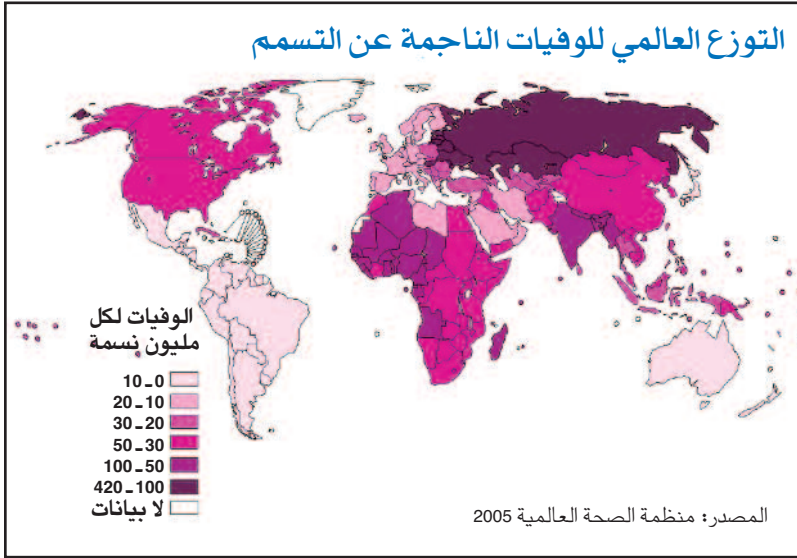 التوزع العالمي للوفيات الناجمة عن التسمم
الوفيات لكل
مليون نسمة
0 ـ 10
10 ـ 20
20 ـ 30
30 ـ 50
50 ـ 100
100 ـ 420
لا بيانات
المصدر: منظمة الصحة العالمية 2005